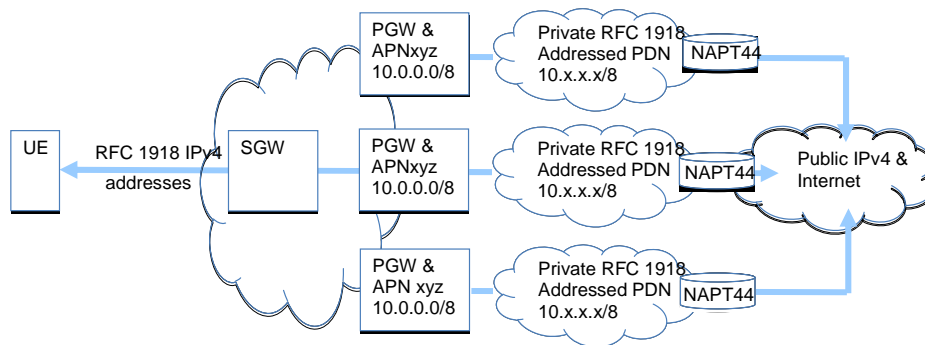 PGW &
APNxyz
10.0.0.0/8
Private RFC 1918
Addressed PDN
10.x.x.x/8
NAPT44
UE
RFC 1918 IPv4
addresses
SGW
PGW &
APNxyz
10.0.0.0/8
Private RFC 1918
Addressed PDN
10.x.x.x/8
NAPT44
Public IPv4 &
Internet
PGW &
APN xyz
10.0.0.0/8
Private RFC 1918
Addressed PDN
10.x.x.x/8
NAPT44